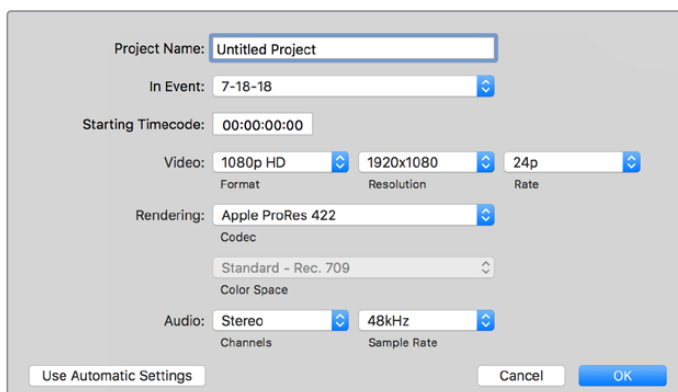 Project Name: Untitled Project
In Event: 7-18-18
Starting Timecode: 00:00:00:00
Video: 1080p HD 1920x1080 24p
Format Resolution Rate
Rendering: Apple ProRes 422
Codec
Standard - Rec. 709
Color Space
Audio: Stereo 48kHz
Channels Sample Rate
Use Automatic Settings Cancel OK